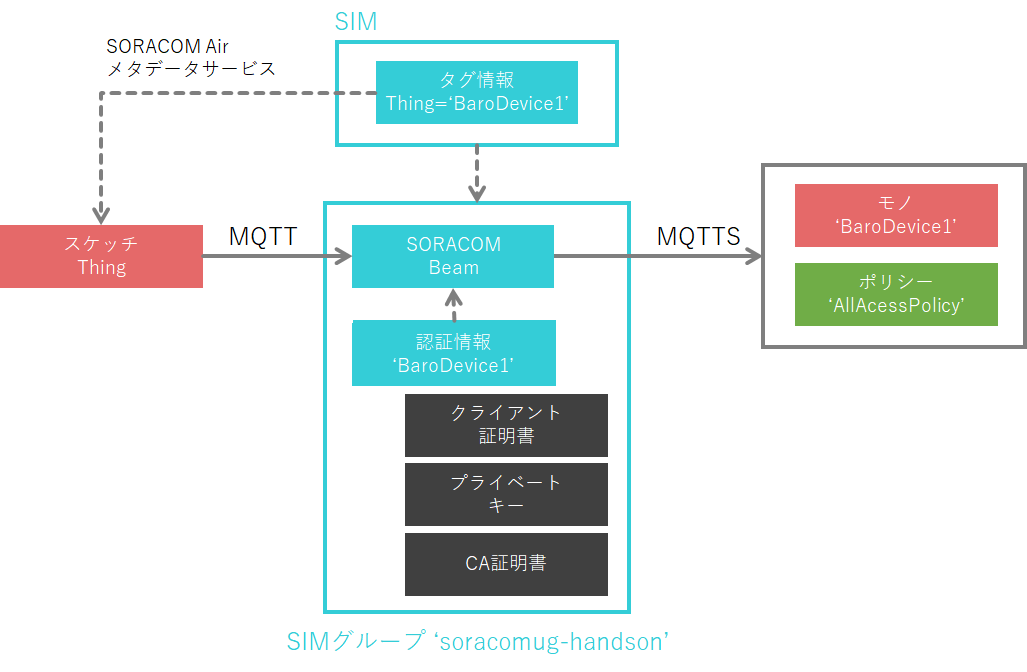 SIM
SORACOM Air
メタデータサービス
タグ情報
Thing=‘BaroDevice1’
スケッチ
Thing
MQTT
SORACOM
Beam
MQTTS
モノ
‘BaroDevice1’
ポリシー
‘AllAcessPolicy’
認証情報
‘BaroDevice1’
クライアント
証明書
プライベート
キー
CA証明書
SIMグループ ‘soracomug-handson’